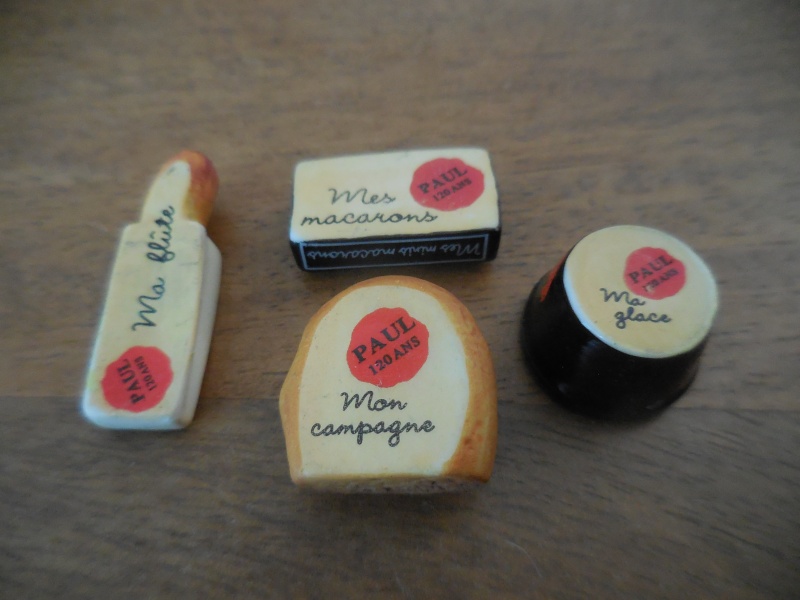 Ma flûte
PAUL
120 ANS
Mes
macarons
PAUL
120 ANS
Mes minis macarons
PAUL
120 ANS
Mon
campagne
PAUL
120 ANS
Ma
glace